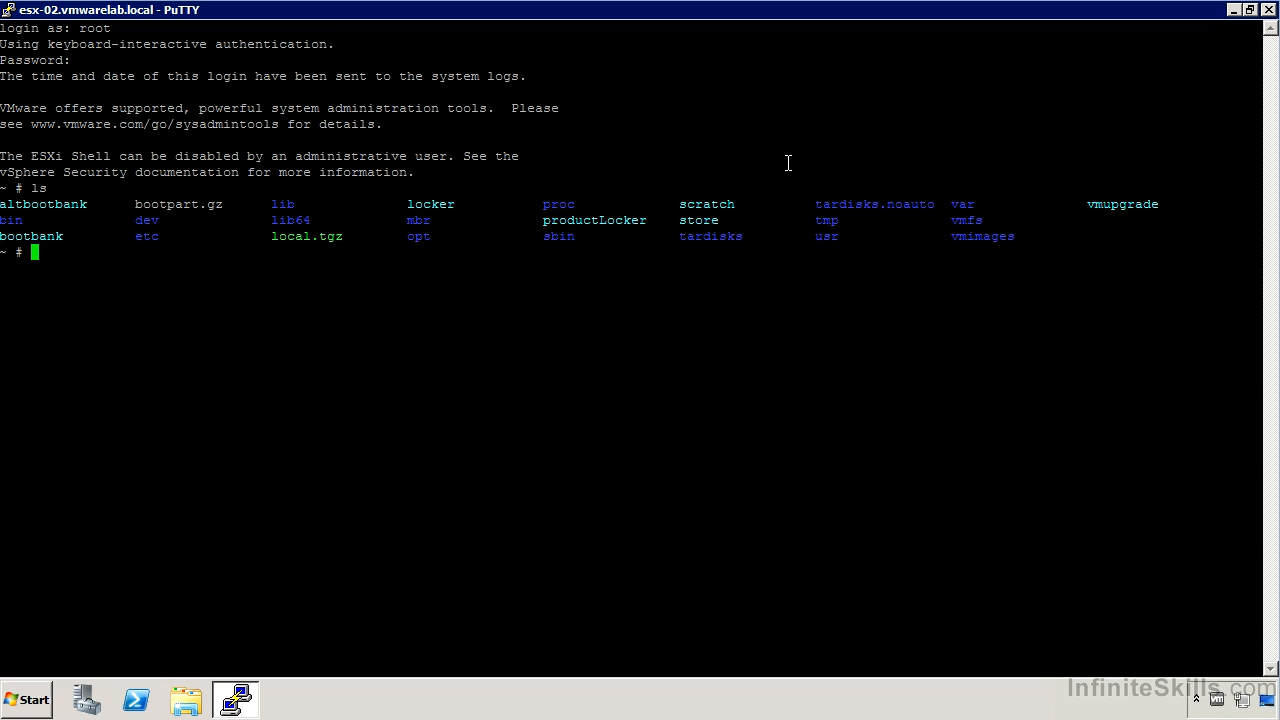 esx-02.vmwarelab.local - PuTTY
login as: root
Using keyboard-interactive authentication.
Password:
The time and date of this login have been sent to the system logs.
VMware offers supported, powerful system administration tools.  Please
see www.vmware.com/go/sysadmintools for details.
The ESXi Shell can be disabled by an administrative user. See the
vSphere Security documentation for more information.
~ # ls
altbootbank bootpart.gz lib locker proc scratch tardisks.noauto var vmupgrade
bin dev lib64 mbr productLocker store tmp vmfs
bootbank etc local.tgz opt sbin tardisks usr vmimages
~ #
Start
InfiniteSkills.com